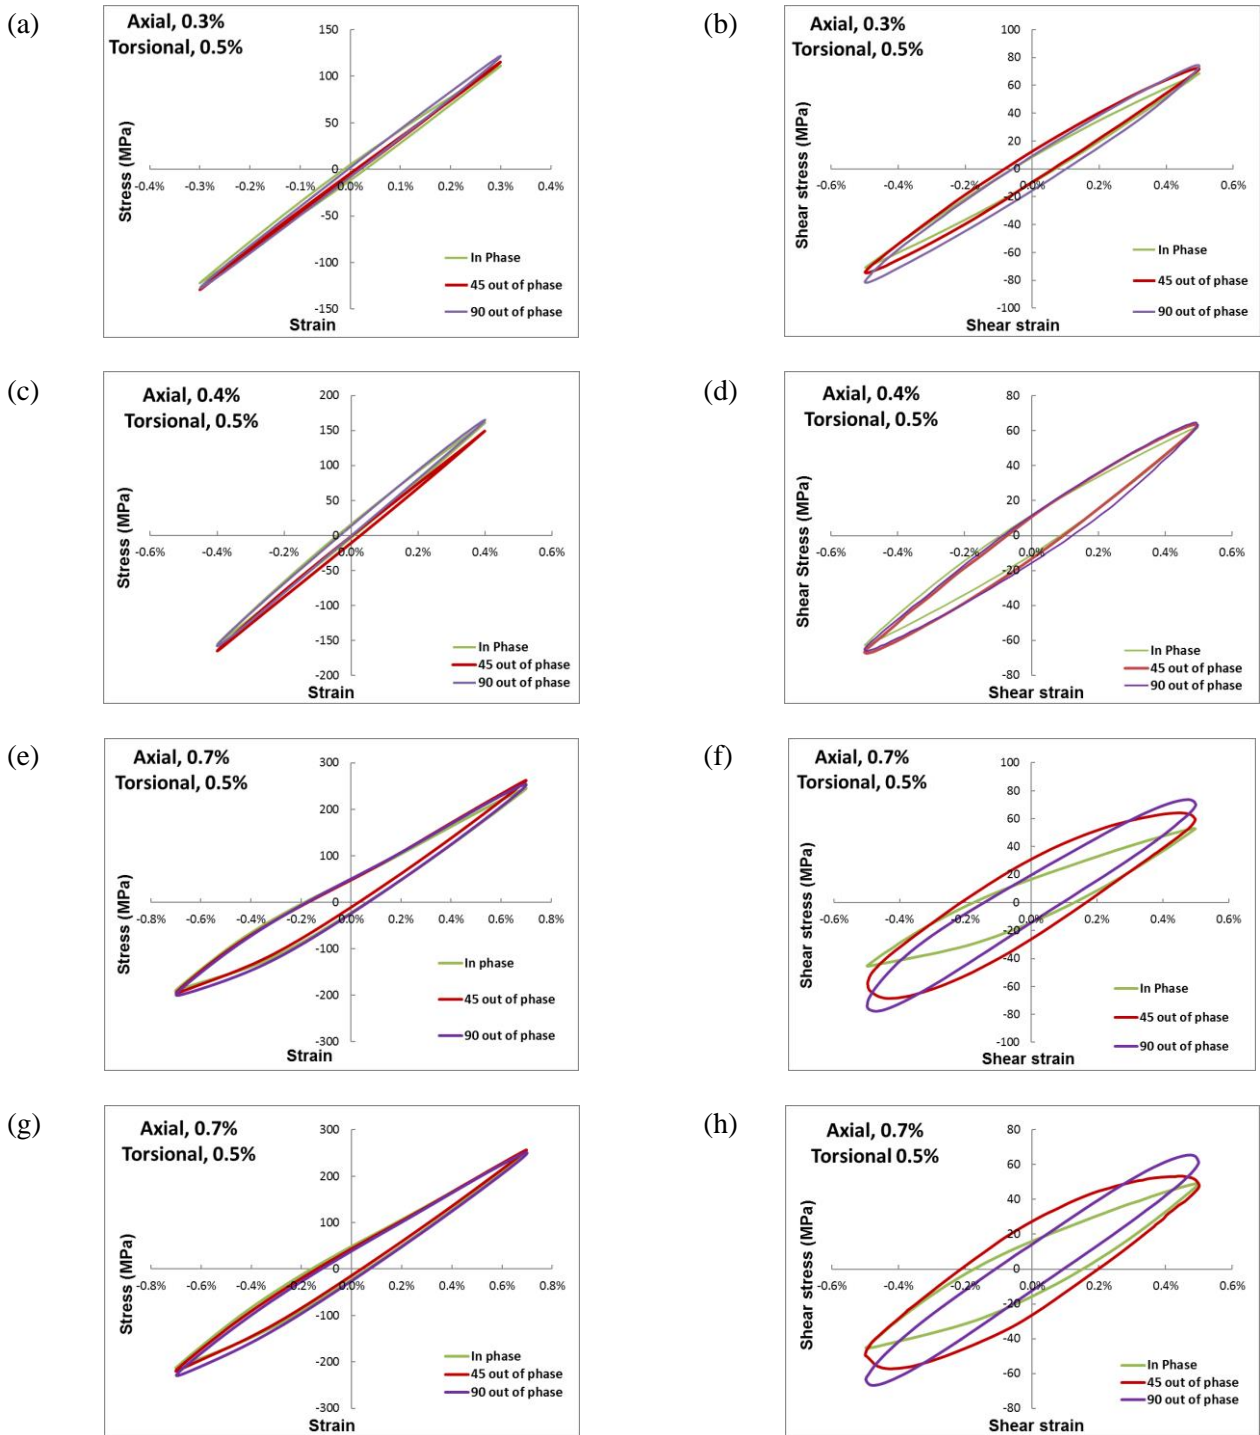 (a)
Axial, 0.3%
Torsional, 0.5%
150
100
50
0
-50
-100
-150
-0.4% -0.3% -0.2% -0.1% 0.0% 0.1% 0.2% 0.3% 0.4%
Stress (MPa)
Strain
In Phase
45 out of phase
90 out of phase
(b)
Axial, 0.3%
Torsional, 0.5%
100
80
60
40
20
0
-20
-40
-60
-80
-100
-0.6% -0.4% -0.2% 0.0% 0.2% 0.4% 0.6%
Shear stress (MPa)
Shear strain
In Phase
45 out of phase
90 out of phase
(c)
Axial, 0.4%
Torsional, 0.5%
200
150
100
50
0
-50
-100
-150
-200
-0.6% -0.4% -0.2% 0.0% 0.2% 0.4% 0.6%
Stress (MPa)
Strain
In Phase
45 out of phase
90 out of phase
(d)
Axial, 0.4%
Torsional, 0.5%
80
60
40
20
0
-20
-40
-60
-80
-0.6% -0.4% -0.2% 0.0% 0.2% 0.4% 0.6%
Shear Stress (MPa)
Shear strain
In Phase
45 out of phase
90 out of phase
(e)
Axial, 0.7%
Torsional, 0.5%
300
200
100
0
-100
-200
-300
-0.8% -0.6% -0.4% -0.2% 0.0% 0.2% 0.4% 0.6% 0.8%
Stress (MPa)
Strain
In phase
45 out of phase
90 out of phase
(f)
Axial, 0.7%
Torsional, 0.5%
100
80
60
40
20
0
-20
-40
-60
-80
-100
-0.6% -0.4% -0.2% 0.0% 0.2% 0.4% 0.6%
Shear stress (MPa)
Shear strain
In Phase
45 out of phase
90 out of phase
(g)
Axial, 0.7%
Torsional, 0.5%
300
200
100
0
-100
-200
-300
-0.8% -0.6% -0.4% -0.2% 0.0% 0.2% 0.4% 0.6% 0.8%
Stress (MPa)
Strain
In phase
45 out of phase
90 out of phase
(h)
Axial, 0.7%
Torsional 0.5%
80
60
40
20
0
-20
-40
-60
-80
-0.6% -0.4% -0.2% 0.0% 0.2% 0.4% 0.6%
Shear stress (MPa)
Shear strain
In Phase
45 out of phase
90 out of phase